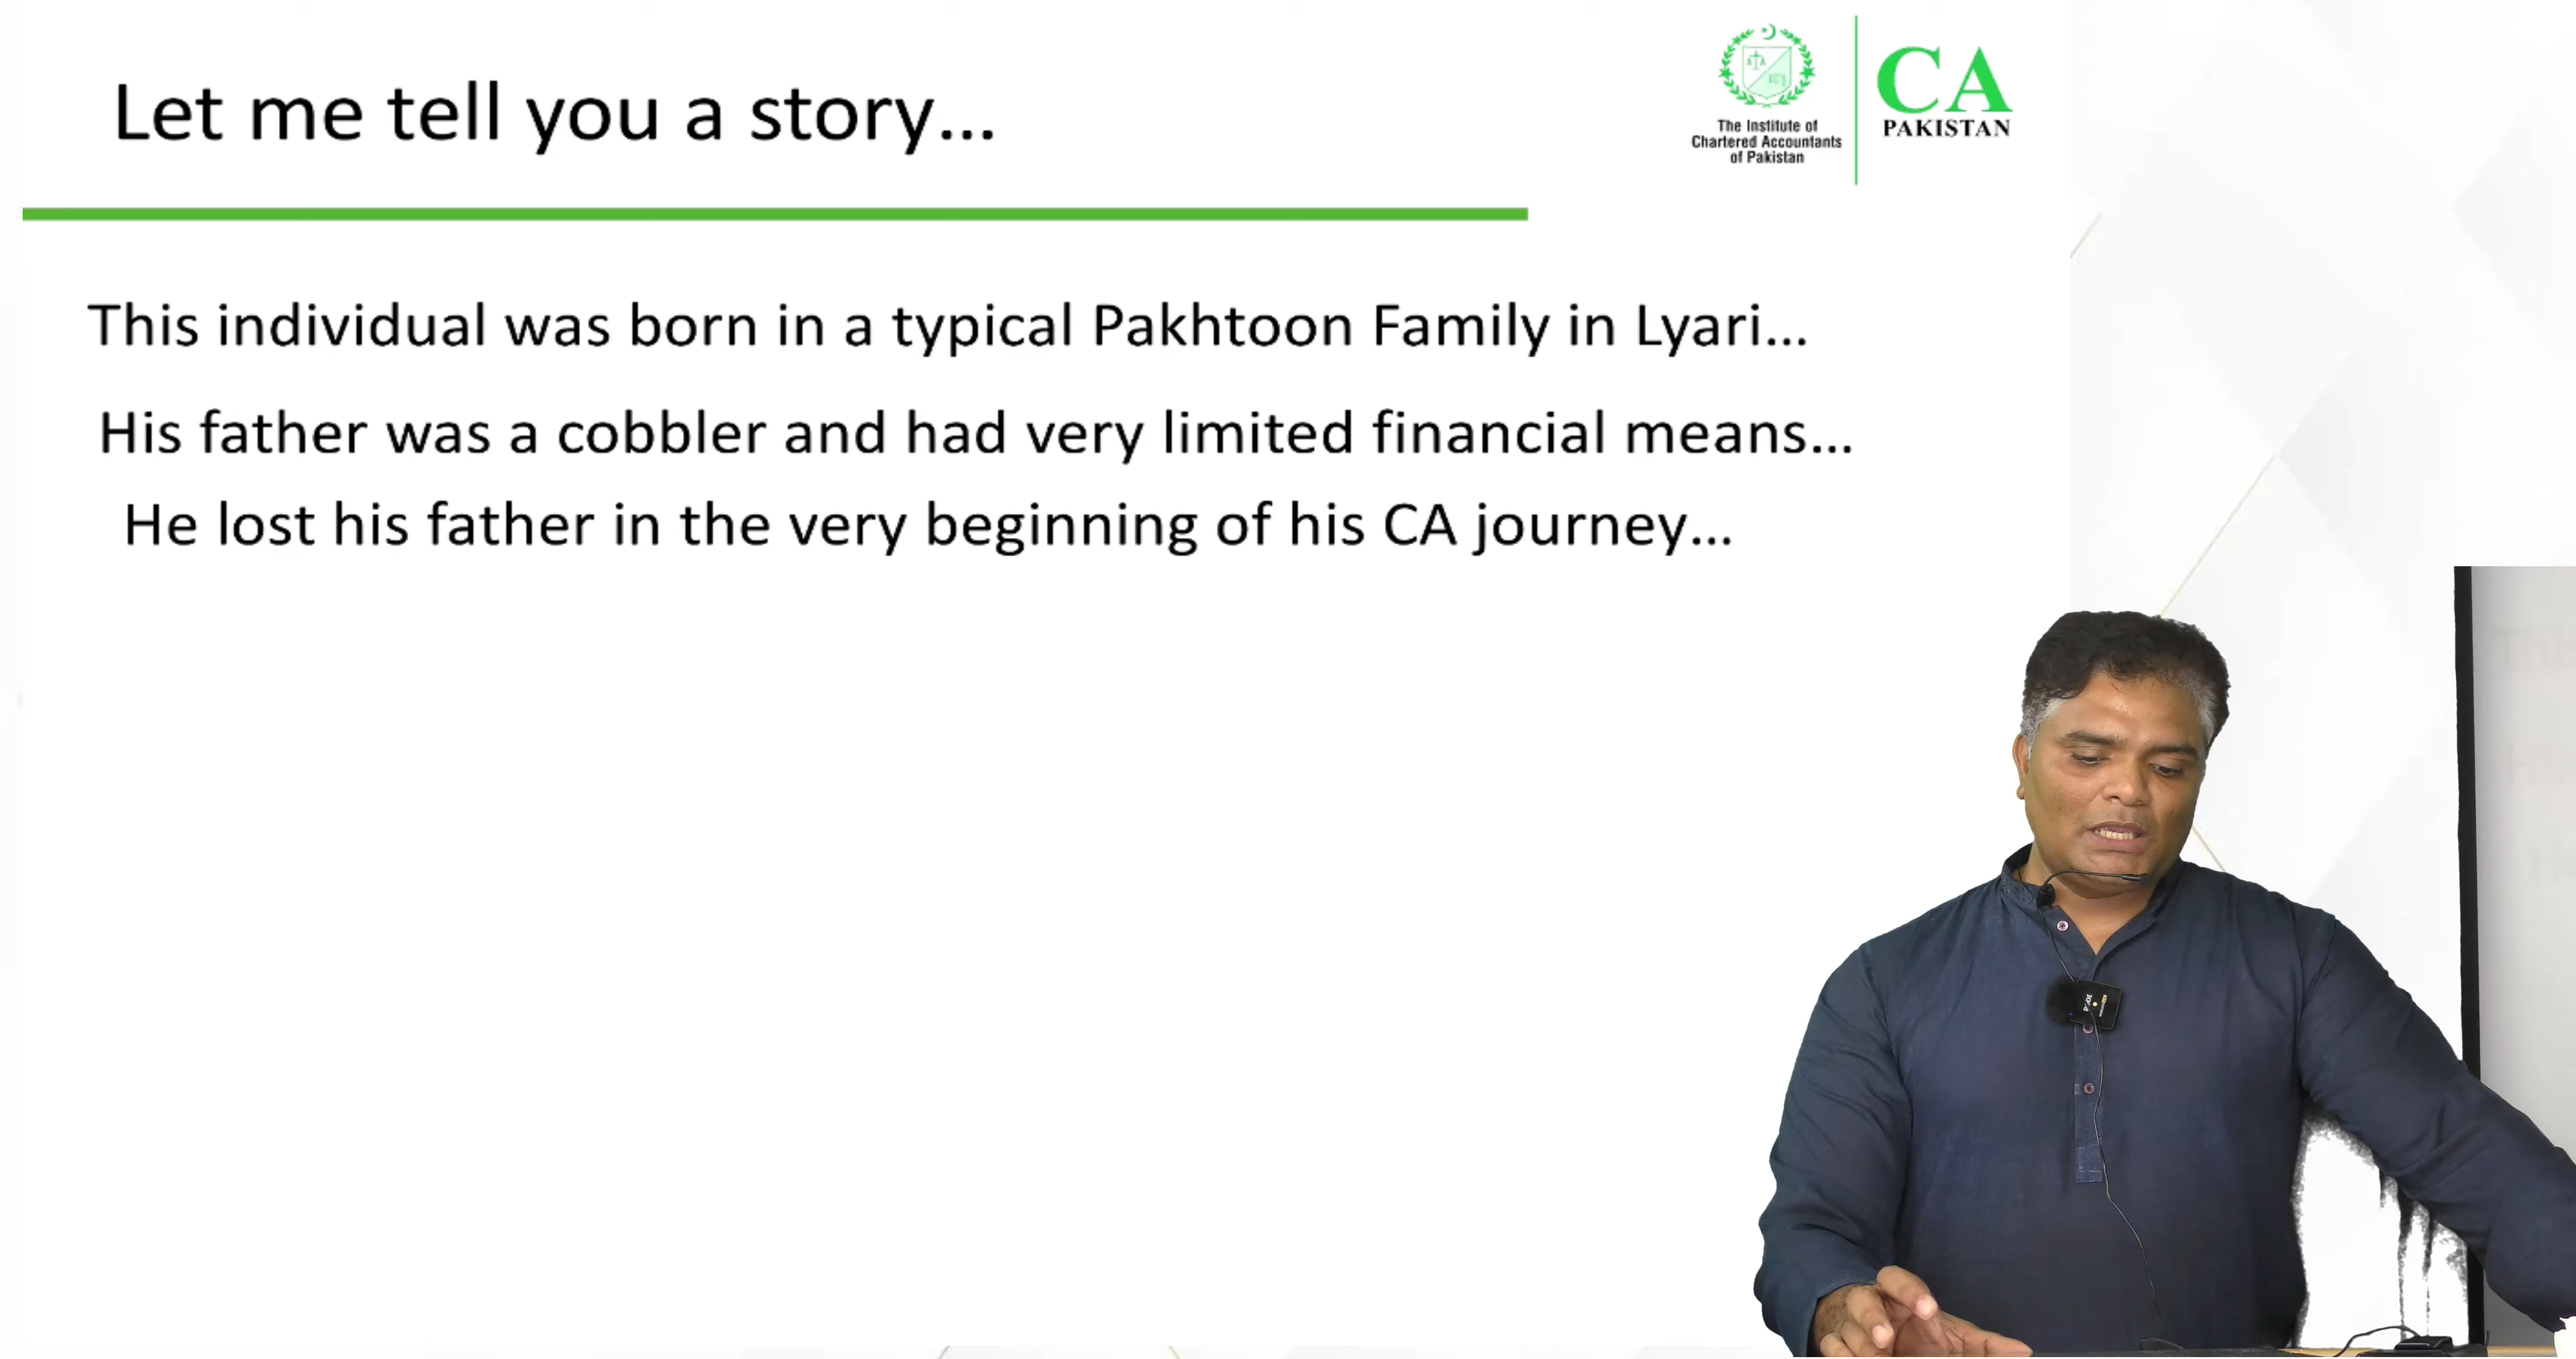 Let me tell you a story...
The Institute of
Chartered Accountants
of Pakistan
CA
PAKISTAN
This individual was born in a typical Pakhtoon Family in Lyari...
His father was a cobbler and had very limited financial means...
He lost his father in the very beginning of his CA journey...